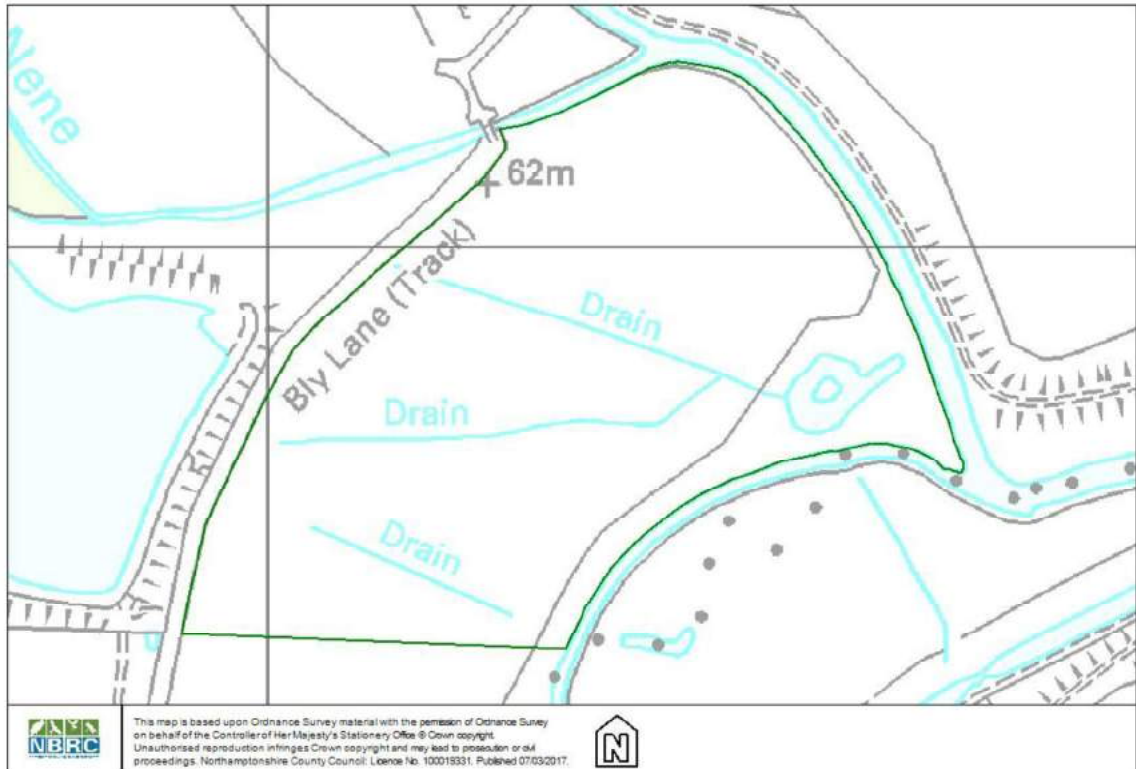 Nene
62m
Bly Lane (Track)
Drain
Drain
Drain
NBRC
This map is based upon Ordnance Survey material with the permission of Ordnance Survey
on behalf of the Controller of Her Majesty's Stationery Office © Crown copyright.
Unauthorised reproduction infringes Crown copyright and may lead to prosecution or civil
proceedings. Northamptonshire County Council: Licence No. 100019331. Published 07/03/2017.
N